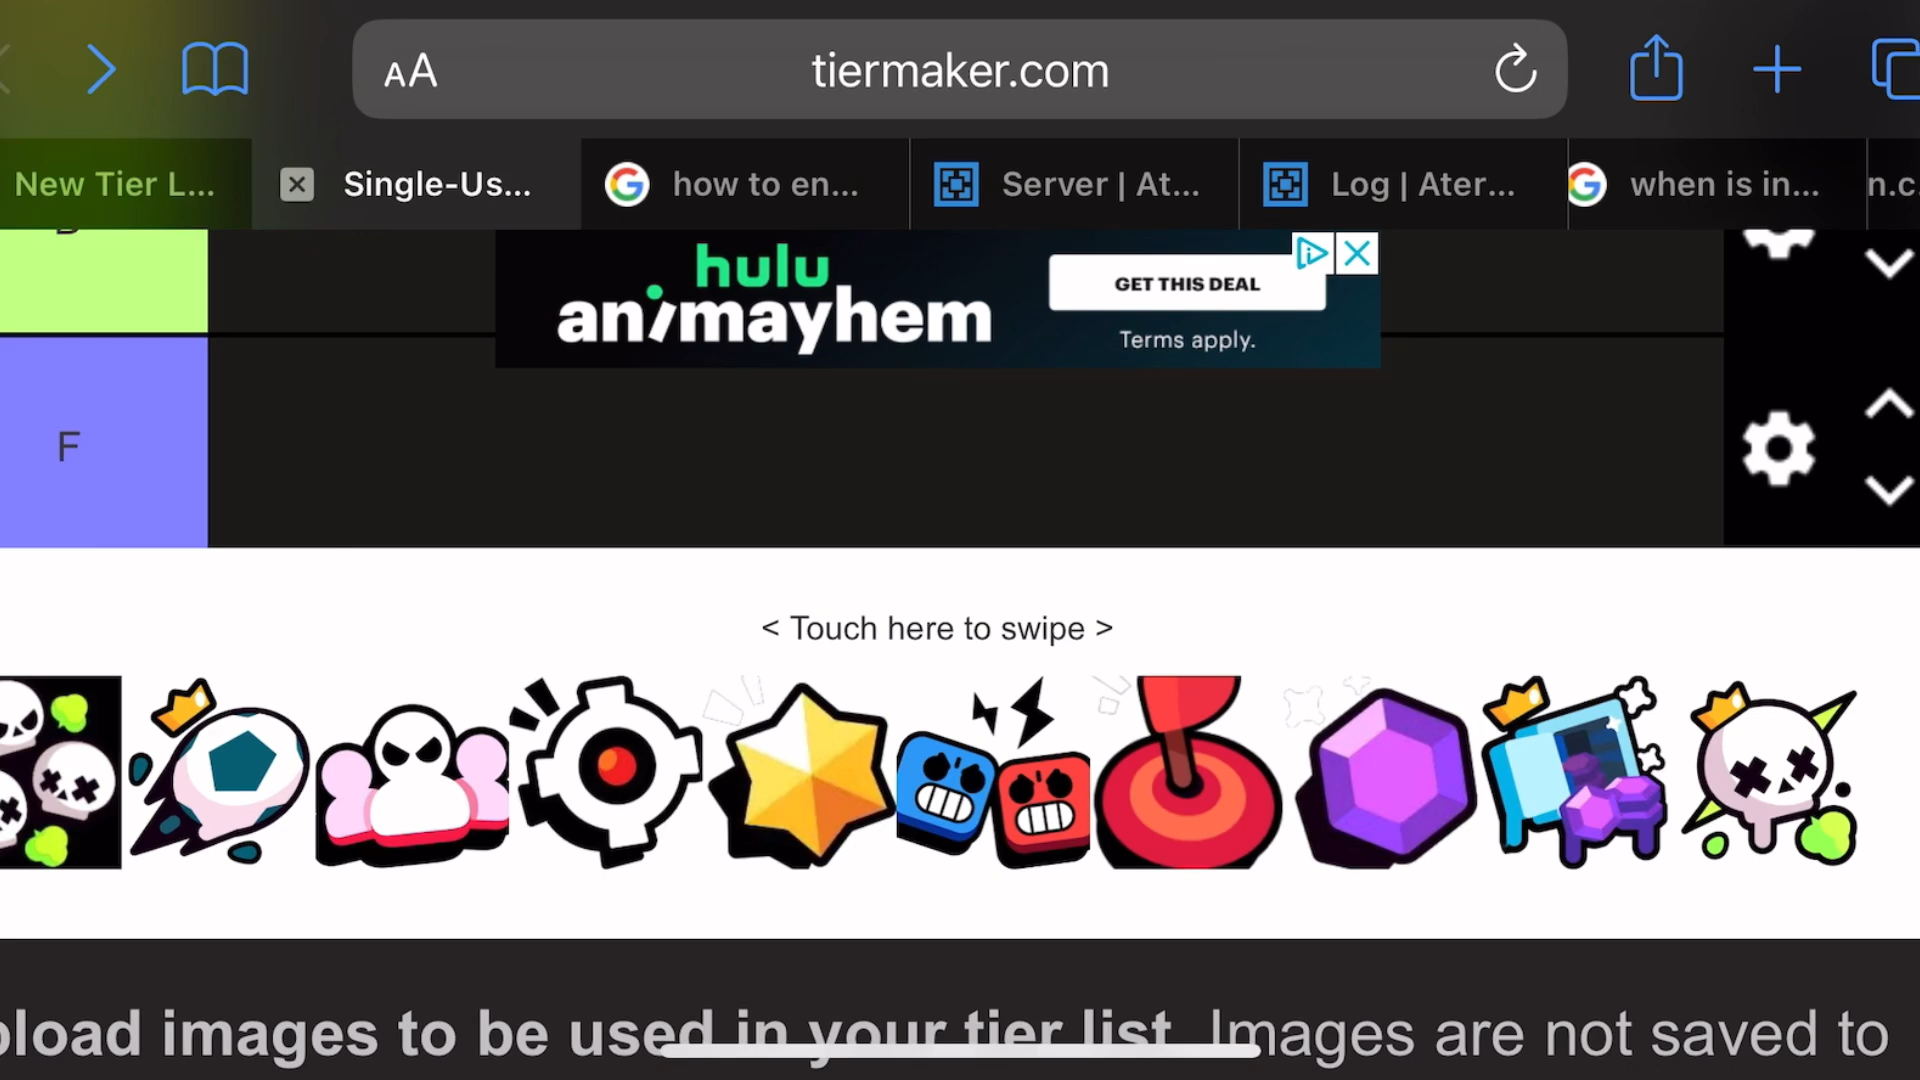 AA tiermaker.com
New Tier L... Single-Us... how to en... Server | At... Log | Ater... when is in... n.c
hulu
animayhem
GET THIS DEAL
Terms apply.
F
< Touch here to swipe >
pload images to be used in your tier list. Images are not saved to